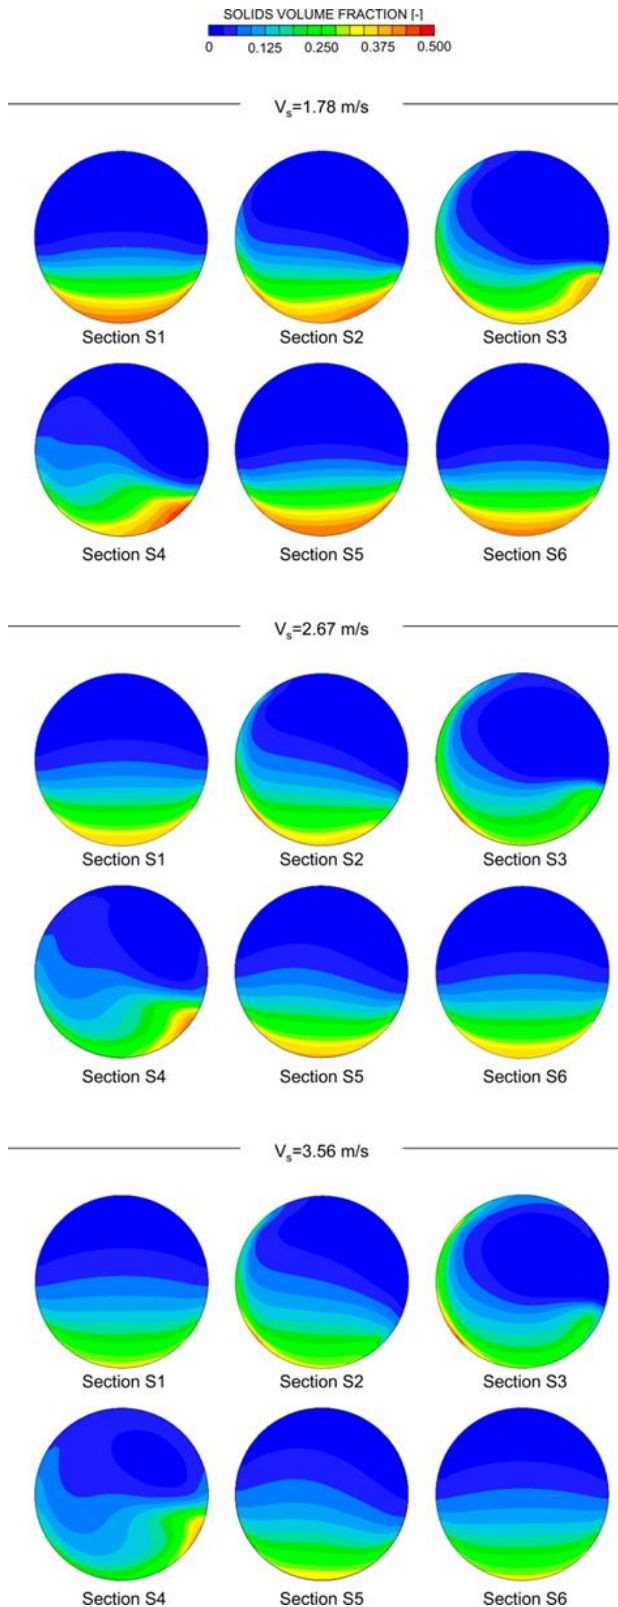 SOLIDS VOLUME FRACTION [-]
0 0.125 0.250 0.375 0.500
Vₛ=1.78 m/s
Section S1 Section S2 Section S3
Section S4 Section S5 Section S6
Vₛ=2.67 m/s
Section S1 Section S2 Section S3
Section S4 Section S5 Section S6
Vₛ=3.56 m/s
Section S1 Section S2 Section S3
Section S4 Section S5 Section S6